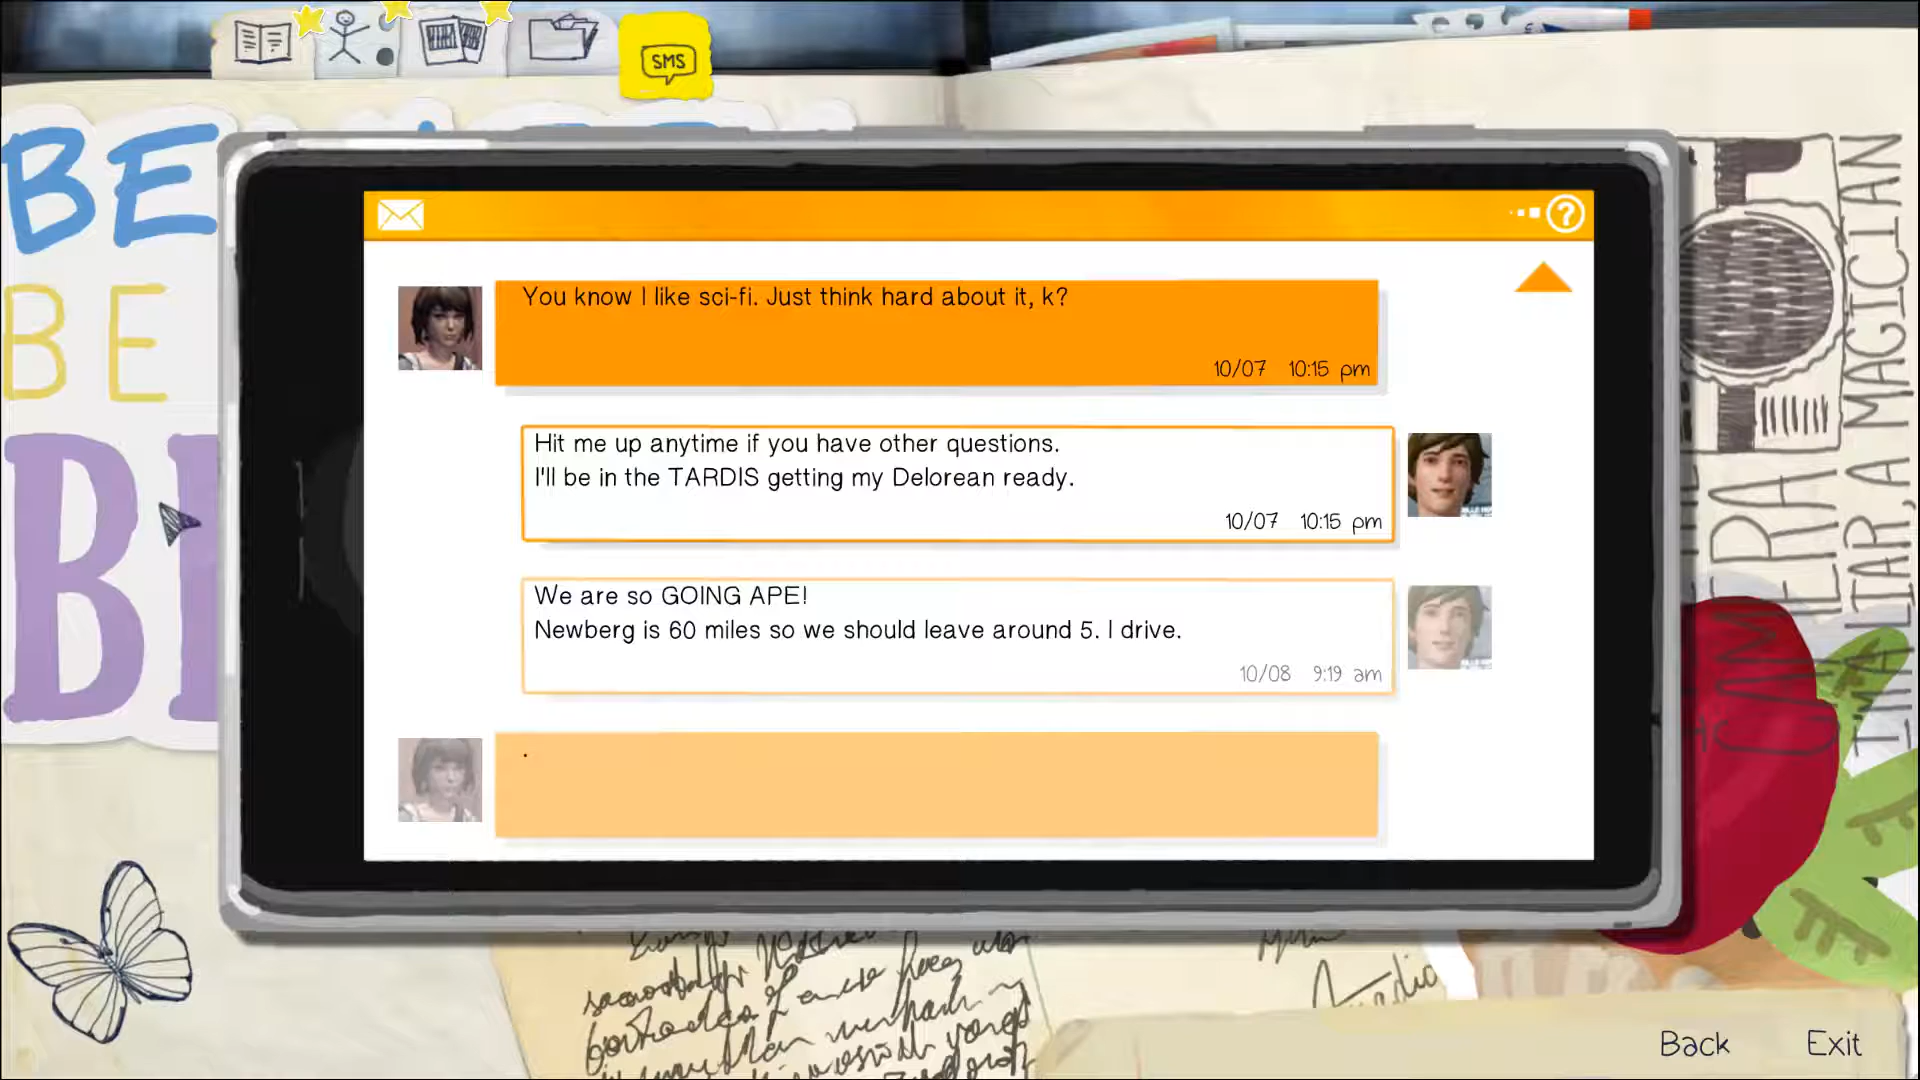 SMS
BE
BE
You know I like sci-fi. Just think hard about it, k?
10/07 10:15 pm
Hit me up anytime if you have other questions.
I'll be in the TARDIS getting my Delorean ready.
10/07 10:15 pm
We are so GOING APE!
Newberg is 60 miles so we should leave around 5. I drive.
10/08 9:19 am
.
MAGICIAN
LIAR, A
Back
Exit